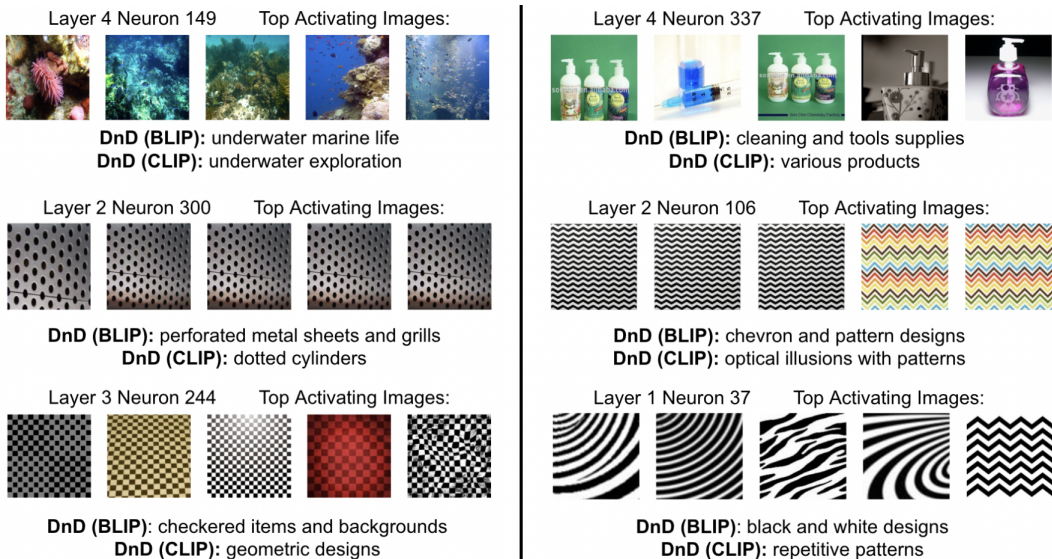 Layer 4 Neuron 149 Top Activating Images:
DnD (BLIP): underwater marine life
DnD (CLIP): underwater exploration
Layer 2 Neuron 300 Top Activating Images:
DnD (BLIP): perforated metal sheets and grills
DnD (CLIP): dotted cylinders
Layer 3 Neuron 244 Top Activating Images:
DnD (BLIP): checkered items and backgrounds
DnD (CLIP): geometric designs
Layer 4 Neuron 337 Top Activating Images:
DnD (BLIP): cleaning and tools supplies
DnD (CLIP): various products
Layer 2 Neuron 106 Top Activating Images:
DnD (BLIP): chevron and pattern designs
DnD (CLIP): optical illusions with patterns
Layer 1 Neuron 37 Top Activating Images:
DnD (BLIP): black and white designs
DnD (CLIP): repetitive patterns